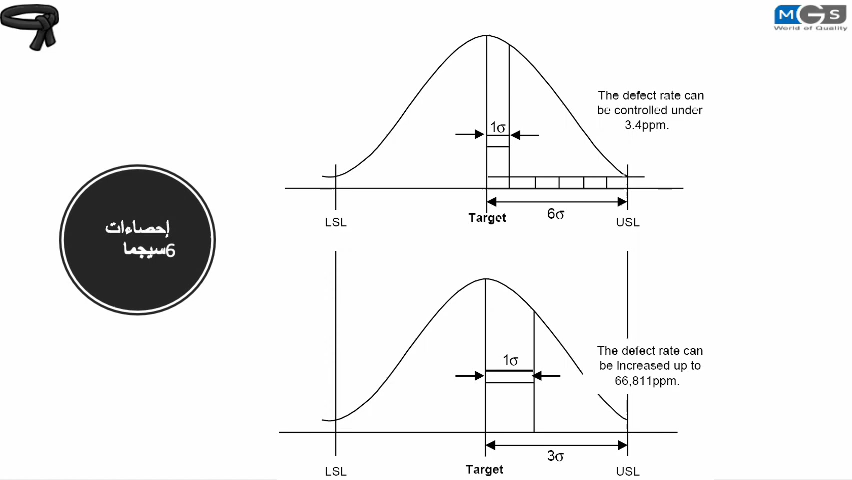 MGS
World of Quality
The defect rate can
be controlled under
3.4ppm.
1σ
6σ
LSL
Target
USL
إحصاءات
6سيجما
The defect rate can
be increased up to
66,811ppm.
1σ
3σ
LSL
Target
USL